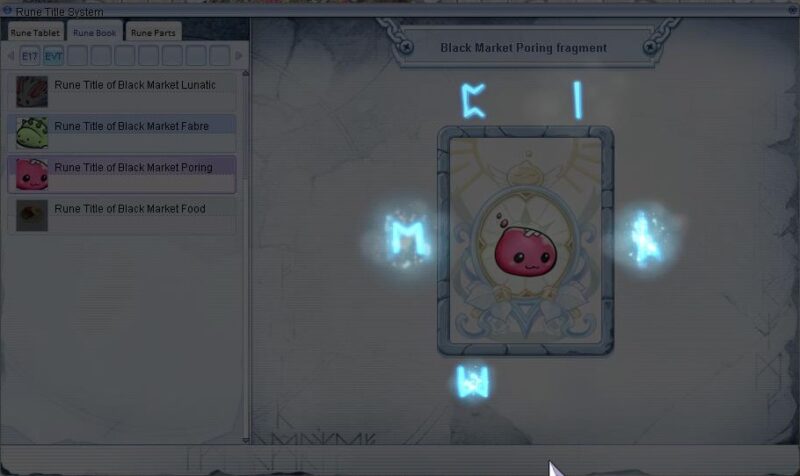 Rune Title System
Rune Tablet
Rune Book
Rune Parts
E17
EVT
Black Market Poring fragment
Rune Title of Black Market Lunatic
Rune Title of Black Market Fabre
Rune Title of Black Market Poring
Rune Title of Black Market Food